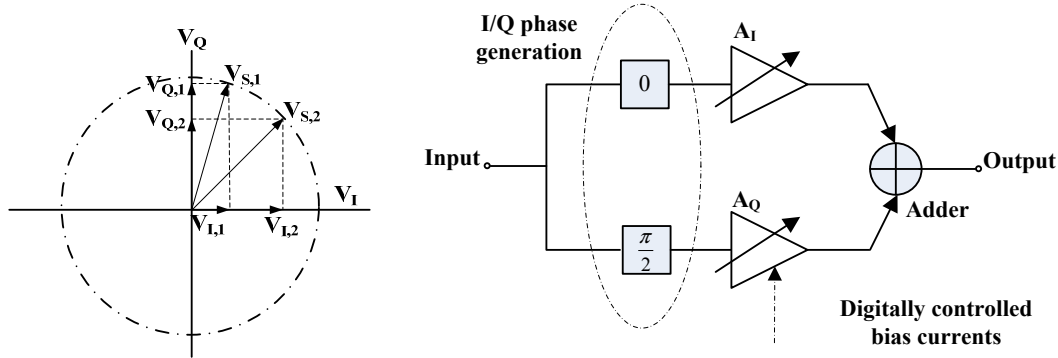 V_Q
V_Q,1
V_S,1
V_Q,2
V_S,2
V_I
V_I,1
V_I,2
I/Q phase
generation
A_I
0
Input
Output
Adder
A_Q
π/2
Digitally controlled
bias currents